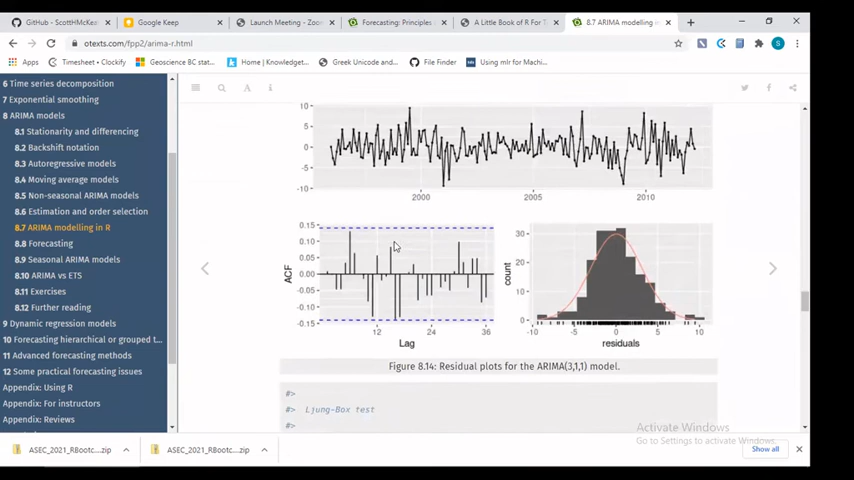 GitHub - ScottHMcKea
Google Keep
Launch Meeting - Zoom
Forecasting: Principles
A Little Book of R For T
8.7 ARIMA modelling in
otexts.com/fpp2/arima-r.html
Apps
Timesheet / Clockify
Geoscience BC stat
Home | Knowledget...
Greek Unicode and...
File Finder
Using mlr for Machi...
6 Time series decomposition
7 Exponential smoothing
8 ARIMA models
8.1 Stationarity and differencing
8.2 Backshift notation
8.3 Autoregressive models
8.4 Moving average models
8.5 Non-seasonal ARIMA models
8.6 Estimation and order selection
8.7 ARIMA modelling in R
8.8 Forecasting
8.9 Seasonal ARIMA models
8.10 ARIMA vs ETS
8.11 Exercises
8.12 Further reading
9 Dynamic regression models
10 Forecasting hierarchical or grouped t...
11 Advanced forecasting methods
12 Some practical forecasting issues
Appendix: Using R
Appendix: For instructors
Appendix: Reviews
10
5
0
-5
-10
2000 2005 2010
0.15
0.10
0.05
0.00
-0.05
-0.10
-0.15
ACF
12 24 36
Lag
30
20
10
0
count
-10 -5 0 5 10
residuals
Figure 8.14: Residual plots for the ARIMA(3,1,1) model.
#>
#> Ljung-Box test
#>
Activate Windows
Go to Settings to activate Windows.
ASEC_2021_RBootc....zip
ASEC_2021_RBootc....zip
Show all